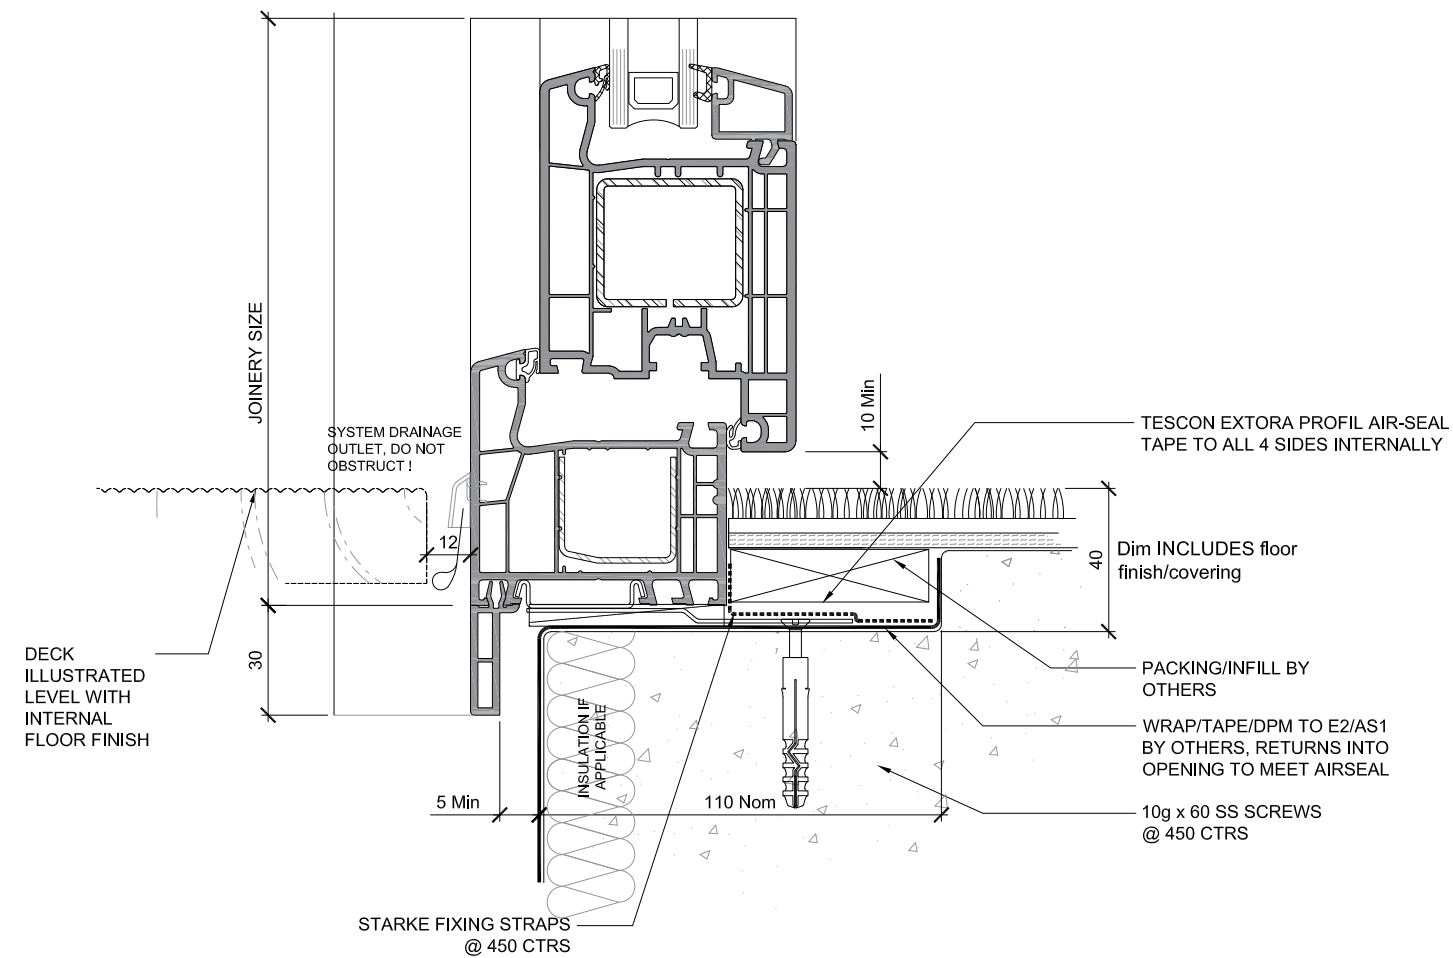 JOINERY SIZE
SYSTEM DRAINAGE
OUTLET, DO NOT
OBSTRUCT !
10 Min
TESCON EXTORA PROFIL AIR-SEAL
TAPE TO ALL 4 SIDES INTERNALLY
12
40
Dim INCLUDES floor
finish/covering
DECK
ILLUSTRATED
LEVEL WITH
INTERNAL
FLOOR FINISH
30
PACKING/INFILL BY
OTHERS
WRAP/TAPE/DPM TO E2/AS1
BY OTHERS, RETURNS INTO
OPENING TO MEET AIRSEAL
INSULATION IF
APPLICABLE
5 Min
110 Nom
10g x 60 SS SCREWS
@ 450 CTRS
STARKE FIXING STRAPS
@ 450 CTRS